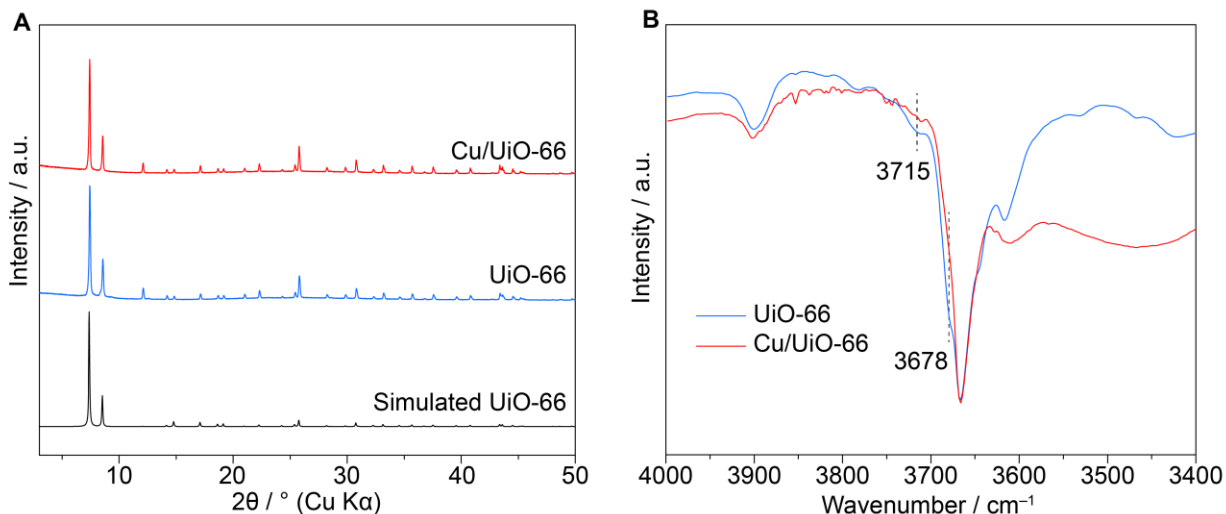 A
Intensity / a.u.
Cu/UiO-66
UiO-66
Simulated UiO-66
10
20
30
40
50
2θ / ° (Cu Kα)
B
Intensity / a.u.
3715
3678
UiO-66
Cu/UiO-66
4000
3900
3800
3700
3600
3500
3400
Wavenumber / cm⁻¹